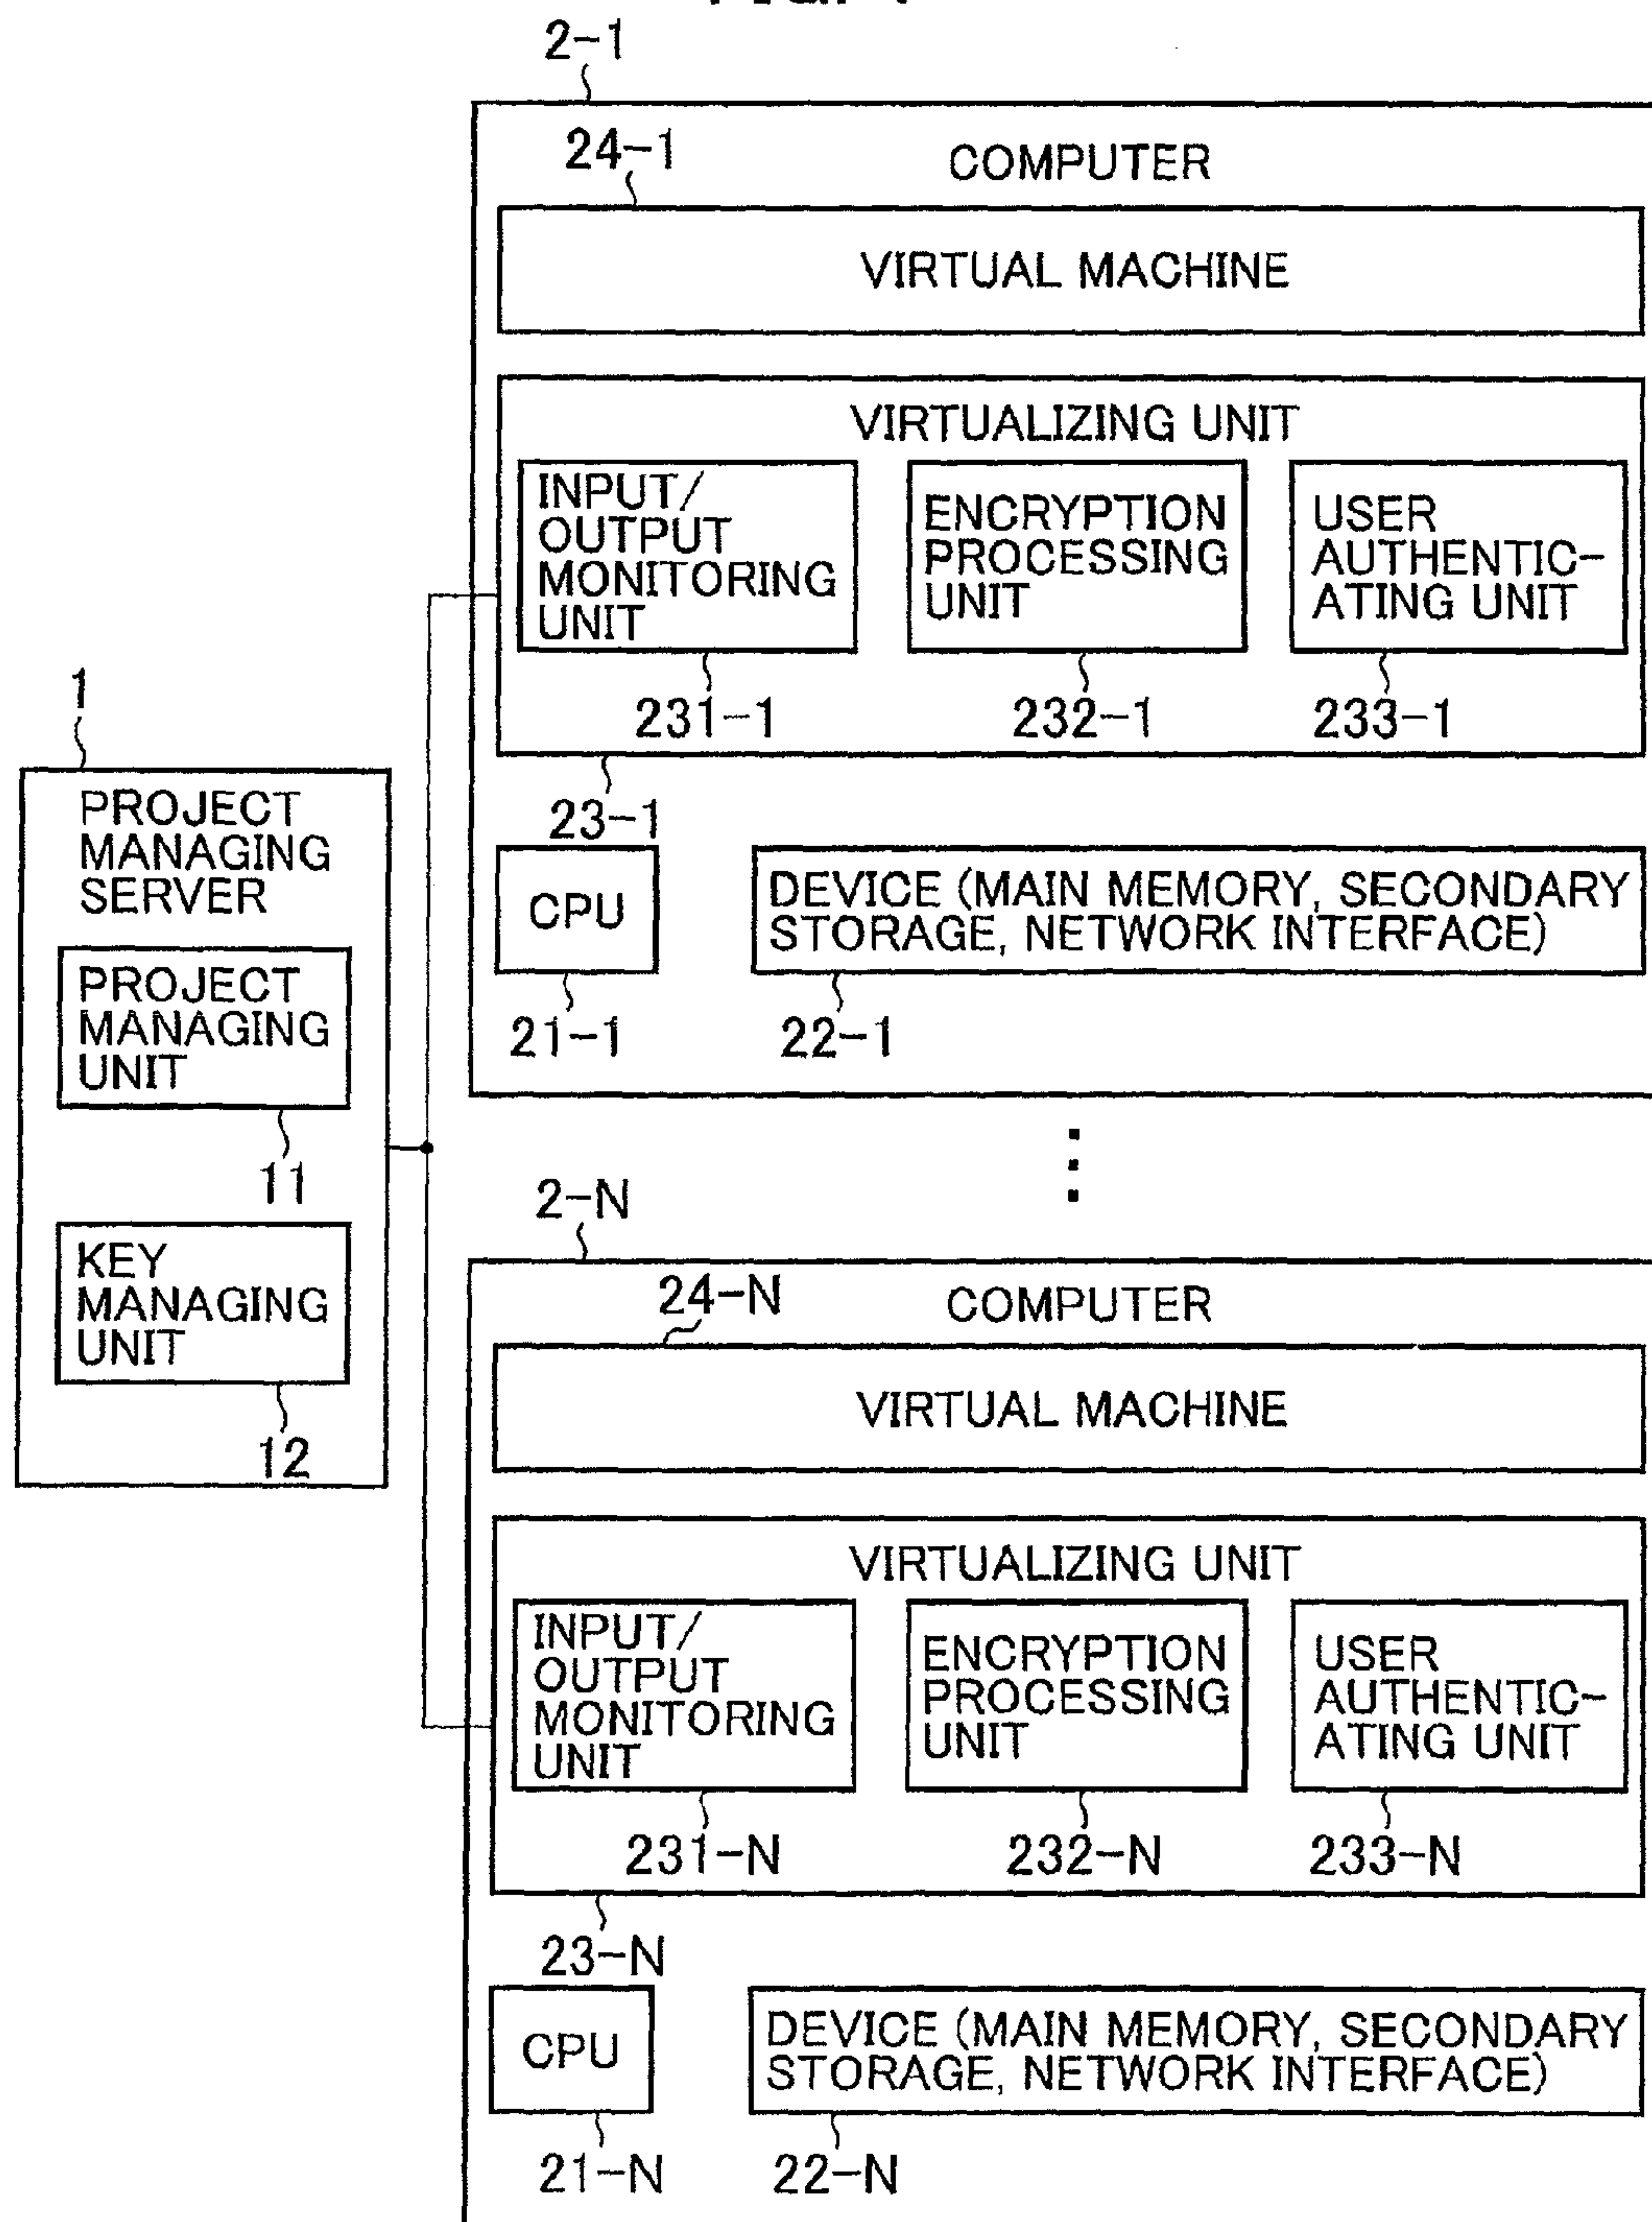 2-1
24-1
COMPUTER
VIRTUAL MACHINE
VIRTUALIZING UNIT
INPUT/
OUTPUT
MONITORING
UNIT
ENCRYPTION
PROCESSING
UNIT
USER
AUTHENTIC-
ATING UNIT
231-1
232-1
233-1
23-1
CPU
DEVICE (MAIN MEMORY, SECONDARY
STORAGE, NETWORK INTERFACE)
21-1
22-1
1
PROJECT
MANAGING
SERVER
PROJECT
MANAGING
UNIT
11
KEY
MANAGING
UNIT
12
2-N
24-N
COMPUTER
VIRTUAL MACHINE
VIRTUALIZING UNIT
INPUT/
OUTPUT
MONITORING
UNIT
ENCRYPTION
PROCESSING
UNIT
USER
AUTHENTIC-
ATING UNIT
231-N
232-N
233-N
23-N
CPU
DEVICE (MAIN MEMORY, SECONDARY
STORAGE, NETWORK INTERFACE)
21-N
22-N